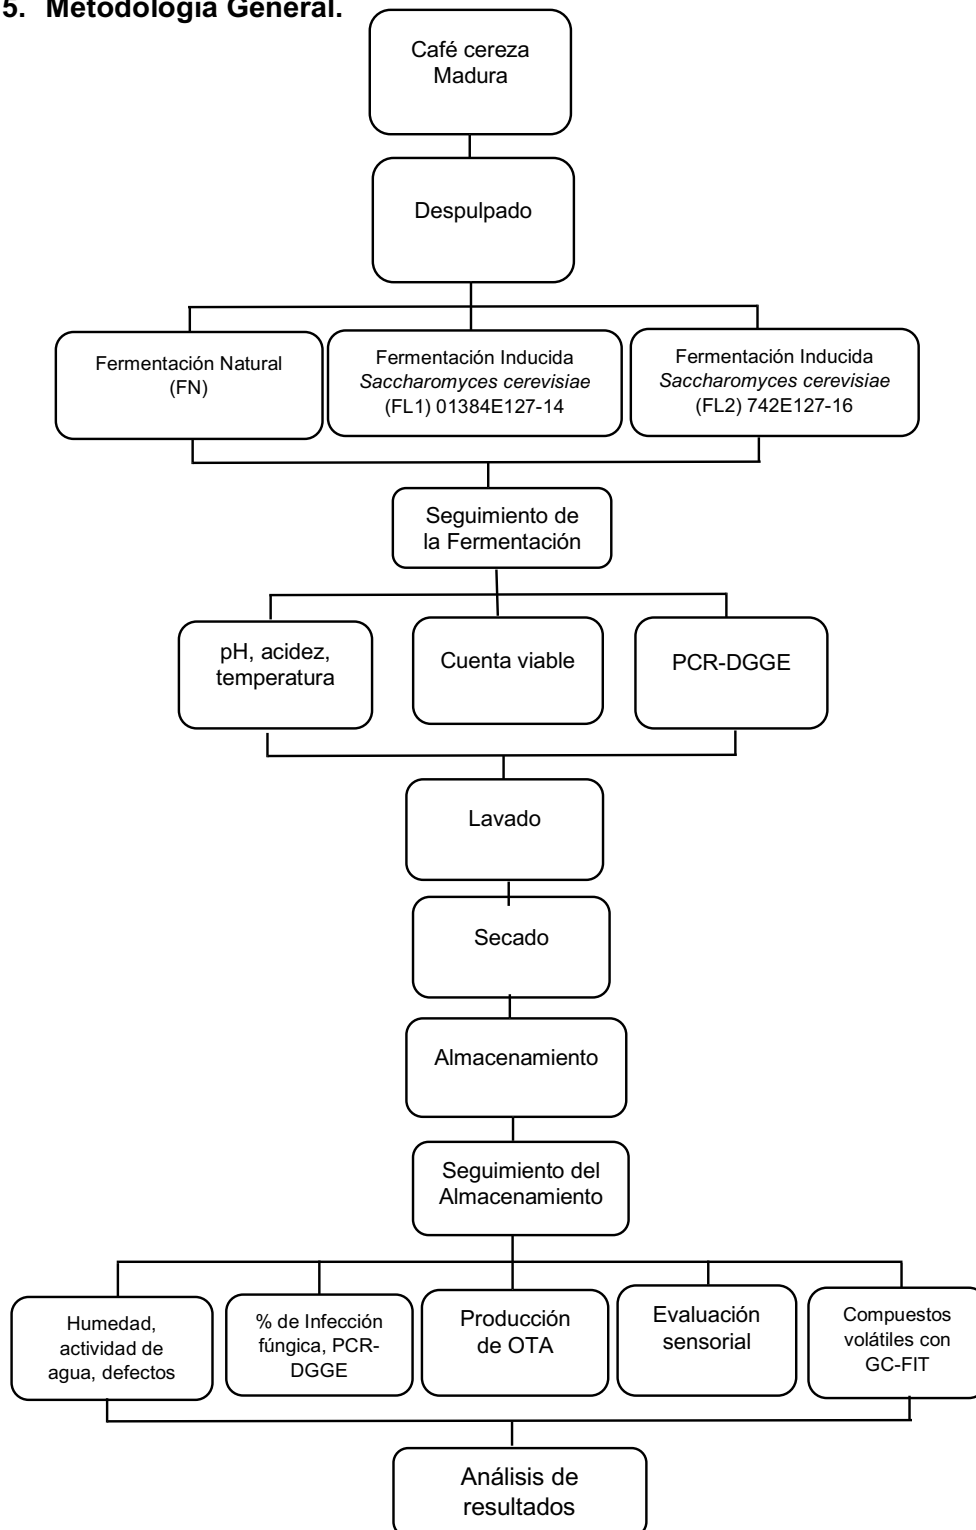 5. Metodología General.
Café cereza
Madura
Despulpado
Fermentación Natural
(FN)
Fermentación Inducida
Saccharomyces cerevisiae
(FL1) 01384E127-14
Fermentación Inducida
Saccharomyces cerevisiae
(FL2) 742E127-16
Seguimiento de
la Fermentación
pH, acidez,
temperatura
Cuenta viable
PCR-DGGE
Lavado
Secado
Almacenamiento
Seguimiento del
Almacenamiento
Humedad,
actividad de
agua, defectos
% de Infección
fúngica, PCR-
DGGE
Producción
de OTA
Evaluación
sensorial
Compuestos
volátiles con
GC-FIT
Análisis de
resultados